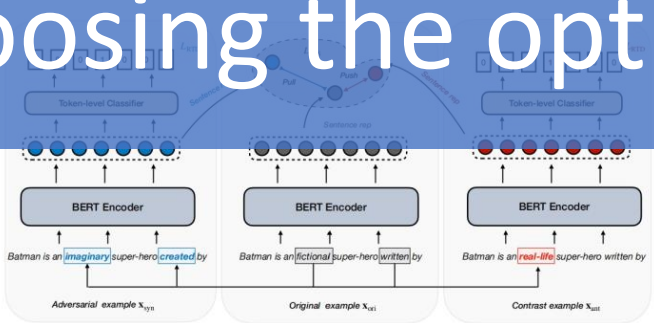 osing the opt
Pull
Push
Token-level Classifier
Token-level Classifier
Sentence rep
BERT Encoder
BERT Encoder
BERT Encoder
Batman is an imaginary super-hero created by
Batman is an fictional super-hero written by
Batman is an real-life super-hero written by
Adversarial example x_syn
Original example x_ori
Contrast example x_ant